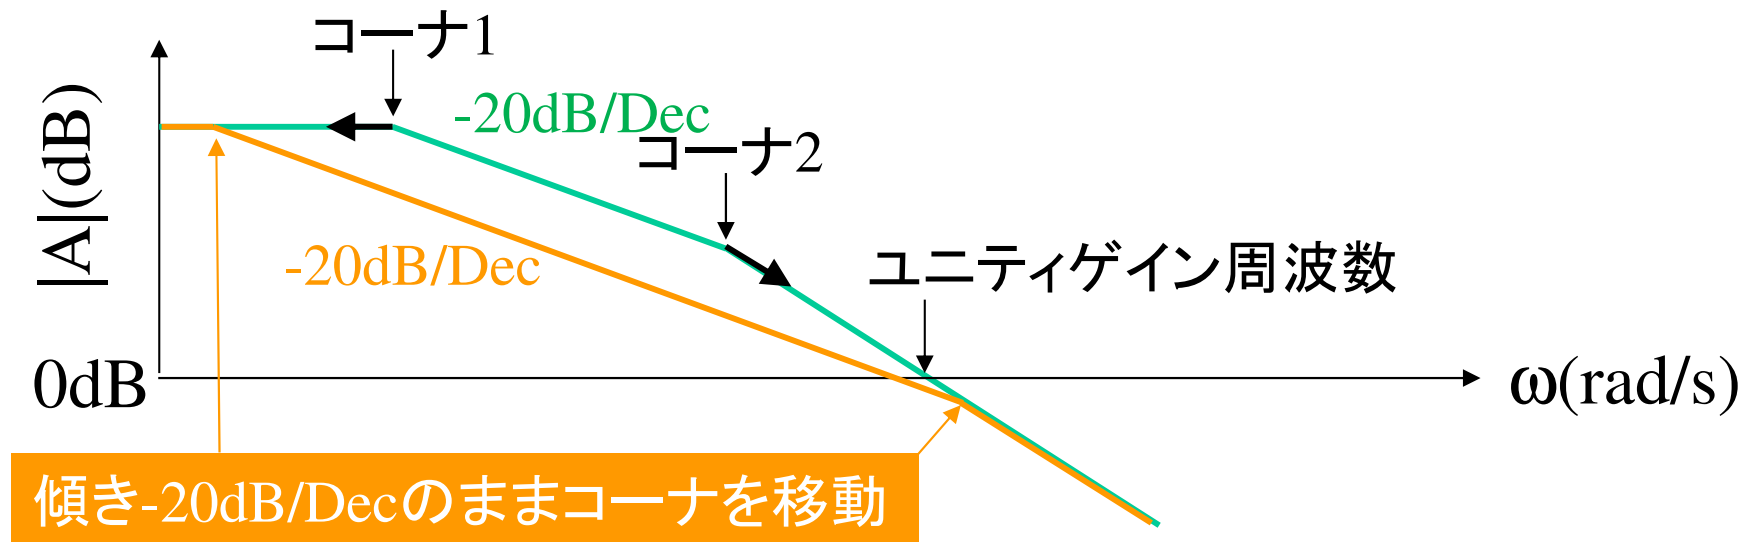 コーナ1
-20dB/Dec
コーナ2
|A|(dB)
-20dB/Dec
ユニティゲイン周波数
0dB
ω(rad/s)
傾き-20dB/Decのままコーナを移動